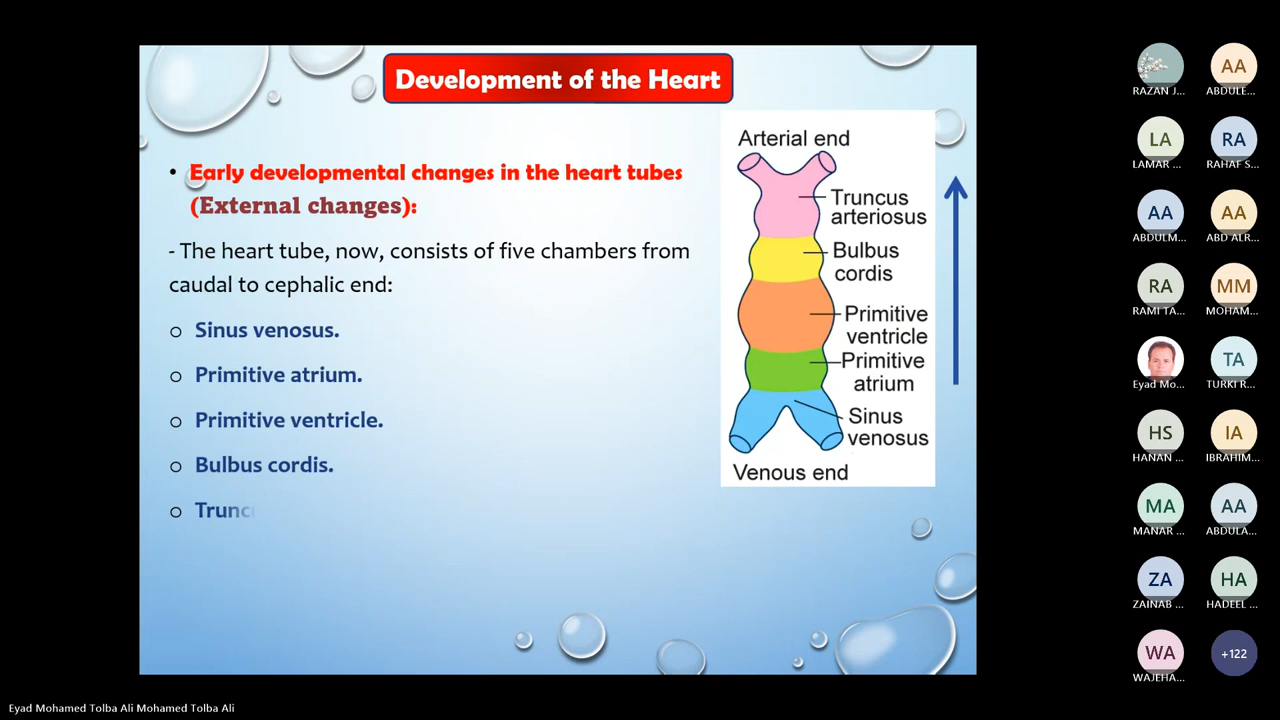 Development of the Heart
• Early developmental changes in the heart tubes
(External changes):
- The heart tube, now, consists of five chambers from
caudal to cephalic end:
o Sinus venosus.
o Primitive atrium.
o Primitive ventricle.
o Bulbus cordis.
o Trunc
Arterial end
Truncus
arteriosus
Bulbus
cordis
Primitive
ventricle
Primitive
atrium
Sinus
venosus
Venous end
RAZAN J...
AA
ABDULE...
LA
LAMAR ...
RA
RAHAF S...
AA
ABDULM...
AA
ABD ALR...
RA
RAMI TA...
MM
MOHAM...
Eyad Mo...
TA
TURKI R...
HS
HANAN ...
IA
IBRAHIM...
MA
MANAR ...
AA
ABDULA...
ZA
ZAINAB ...
HA
HADEEL ...
WA
WAJEHA...
+122
Eyad Mohamed Tolba Ali Mohamed Tolba Ali